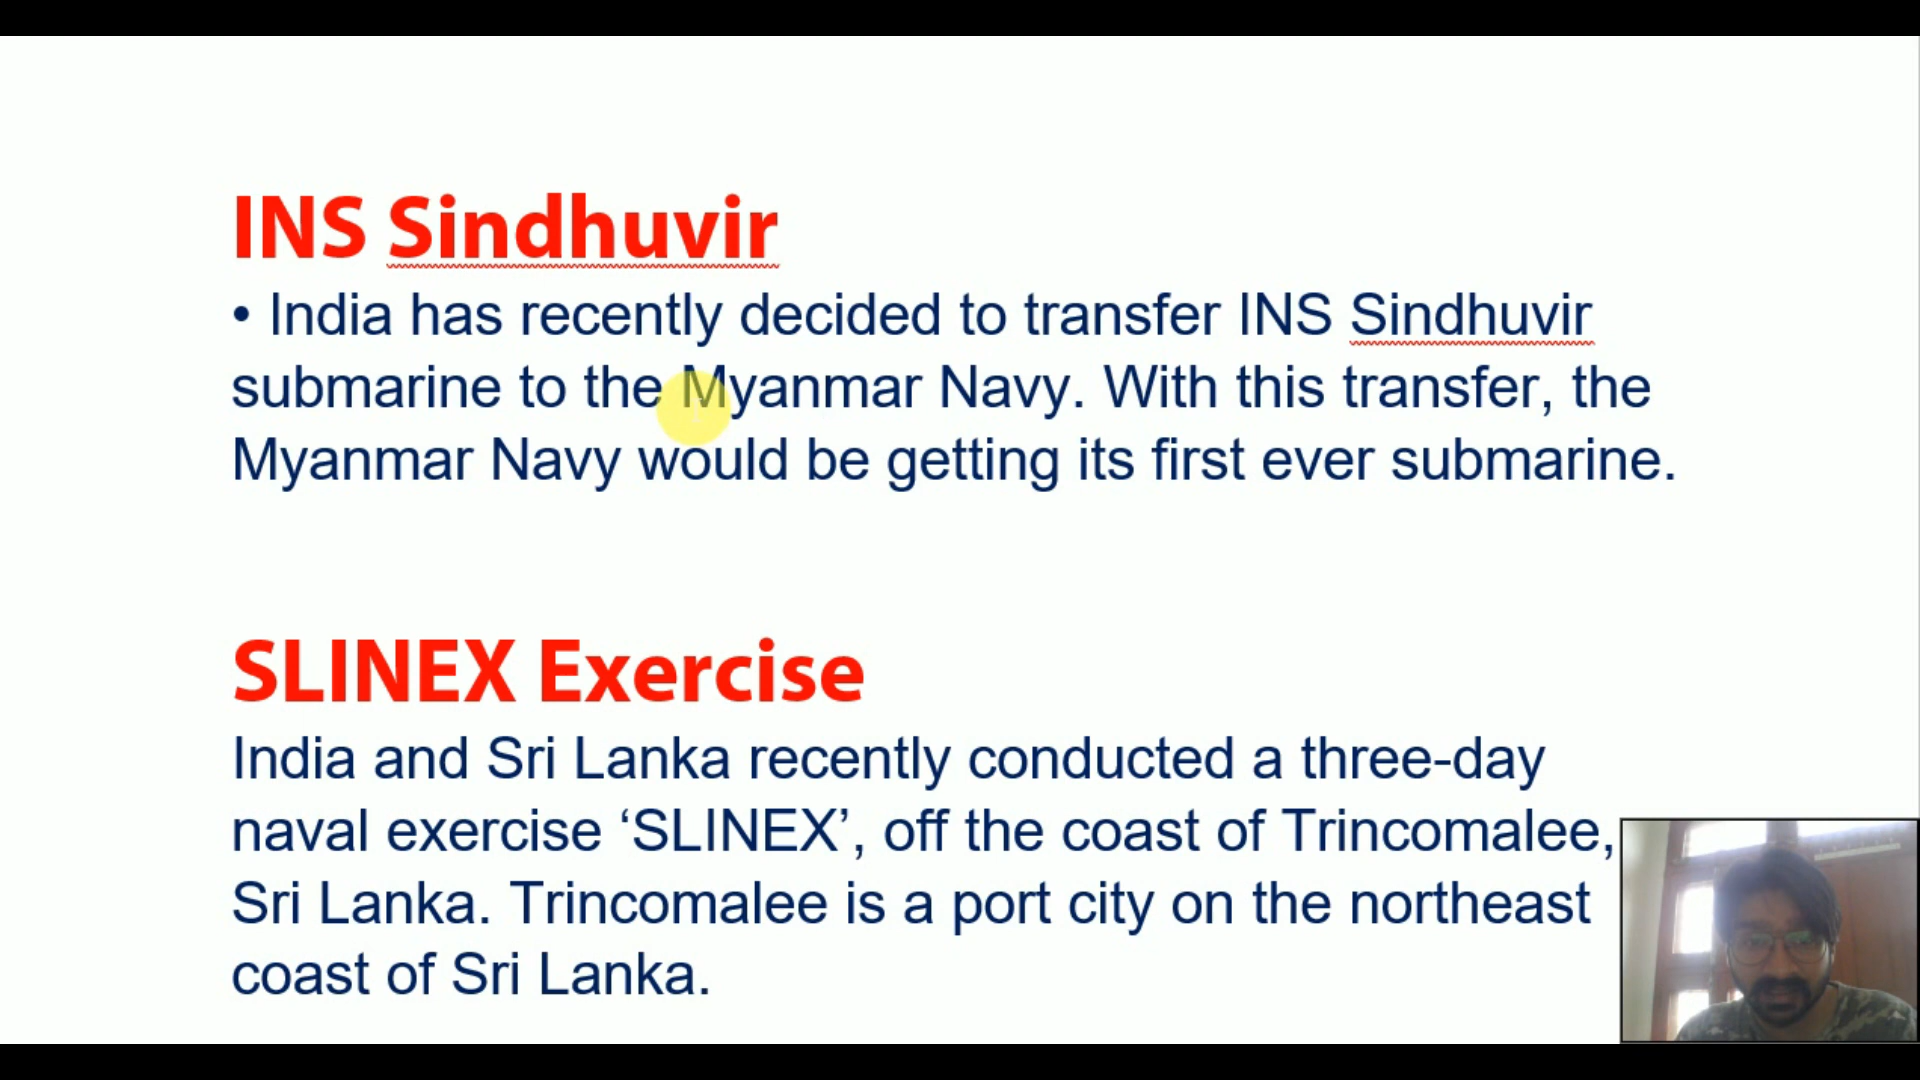 INS Sindhuvir
• India has recently decided to transfer INS Sindhuvir
submarine to the Myanmar Navy. With this transfer, the
Myanmar Navy would be getting its first ever submarine.
SLINEX Exercise
India and Sri Lanka recently conducted a three-day
naval exercise ‘SLINEX’, off the coast of Trincomalee,
Sri Lanka. Trincomalee is a port city on the northeast
coast of Sri Lanka.